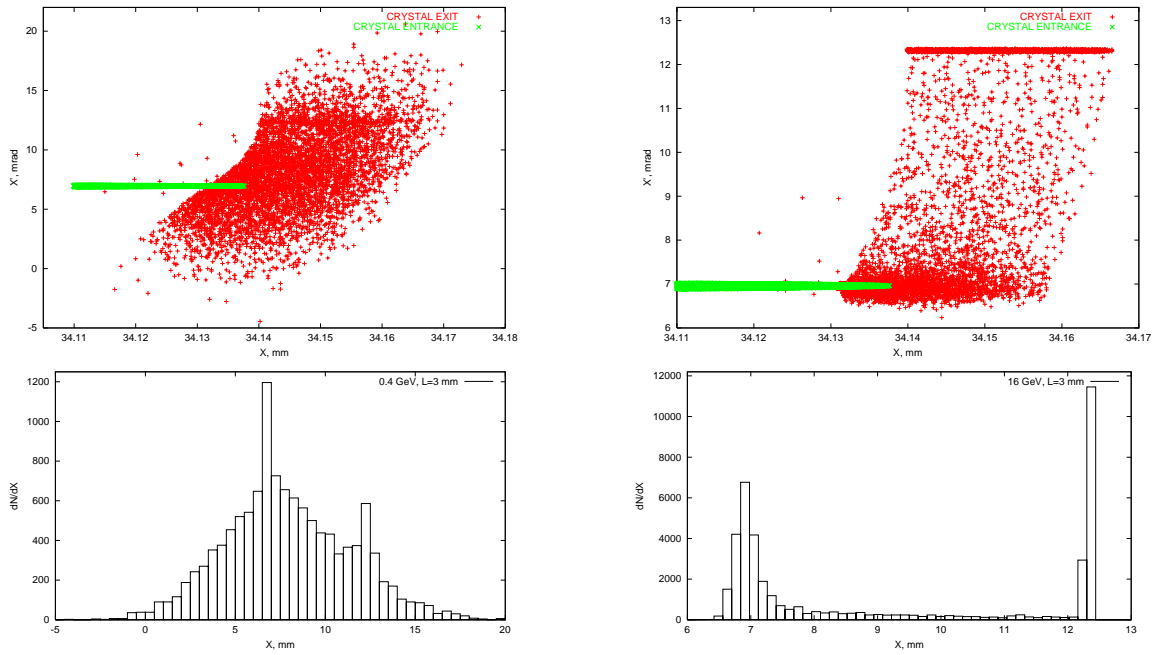 CRYSTAL EXIT
CRYSTAL ENTRANCE
X', mrad
20
15
10
5
0
-5
34.11 34.12 34.13 34.14 34.15 34.16 34.17 34.18
X, mm
CRYSTAL EXIT
CRYSTAL ENTRANCE
X', mrad
13
12
11
10
9
8
7
6
34.11 34.12 34.13 34.14 34.15 34.16 34.17
X, mm
0.4 GeV, L=3 mm
dN/dX
1200
1000
800
600
400
200
0
-5 0 5 10 15 20
X, mm
16 GeV, L=3 mm
dN/dX
12000
10000
8000
6000
4000
2000
0
6 7 8 9 10 11 12 13
X, mm